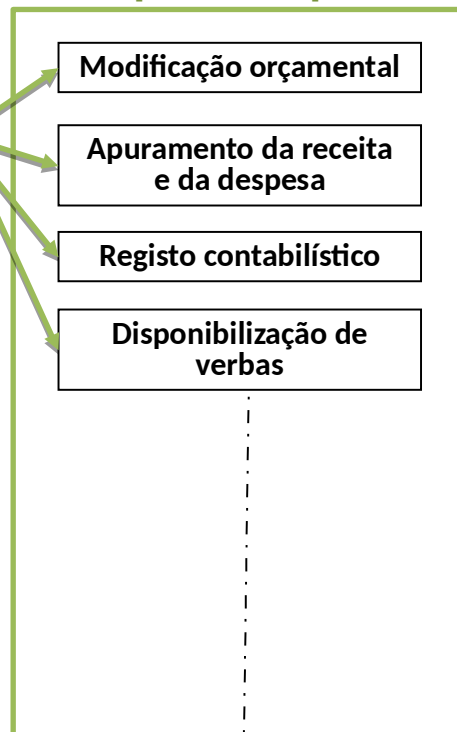 Modificação orçamental
Apuramento da receita
e da despesa
Registo contabilístico
Disponibilização de
verbas